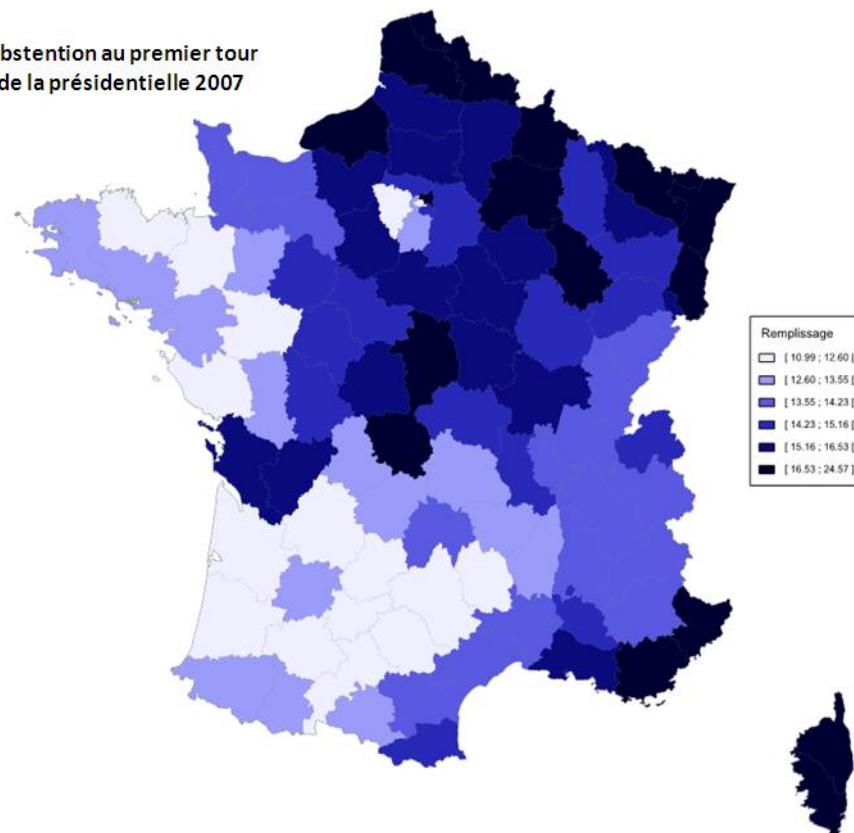 bstention au premier tour
de la présidentielle 2007
Remplissage
[ 10.99 ; 12.60 [
[ 12.60 ; 13.55 [
[ 13.55 ; 14.23 [
[ 14.23 ; 15.16 [
[ 15.16 ; 16.53 [
[ 16.53 ; 24.57 ]